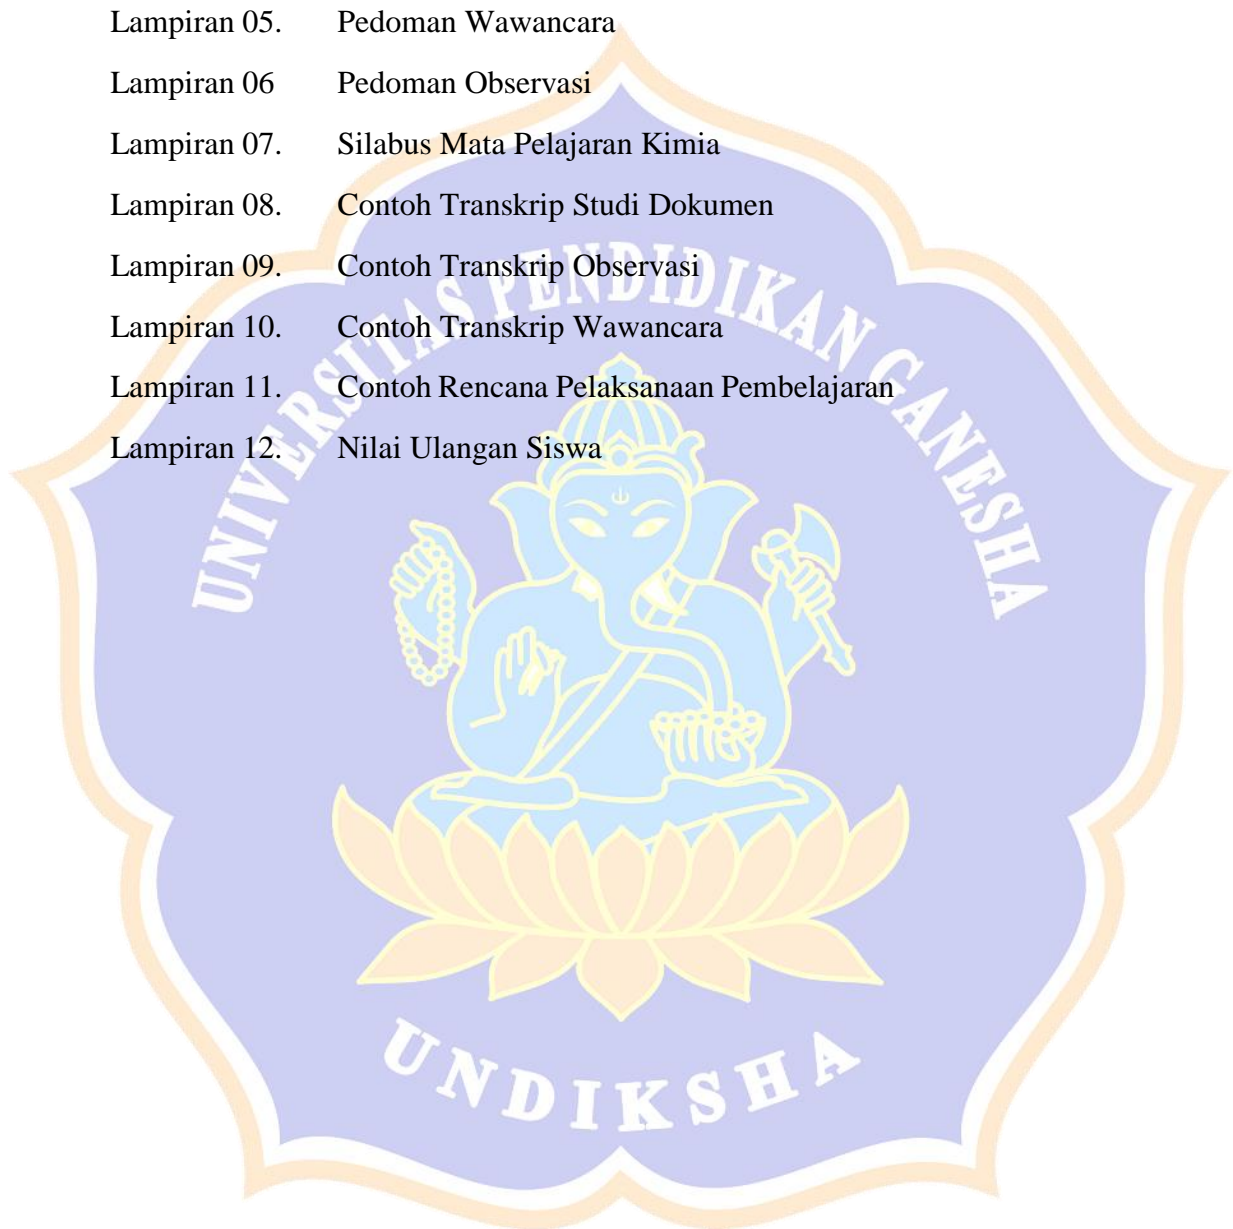 Lampiran 05. Pedoman Wawancara
Lampiran 06 Pedoman Observasi
Lampiran 07. Silabus Mata Pelajaran Kimia
Lampiran 08. Contoh Transkrip Studi Dokumen
Lampiran 09. Contoh Transkrip Observasi
Lampiran 10. Contoh Transkrip Wawancara
Lampiran 11. Contoh Rencana Pelaksanaan Pembelajaran
Lampiran 12. Nilai Ulangan Siswa
UNIVERSITAS PENDIDIKAN GANESHA
UNDIKSHA